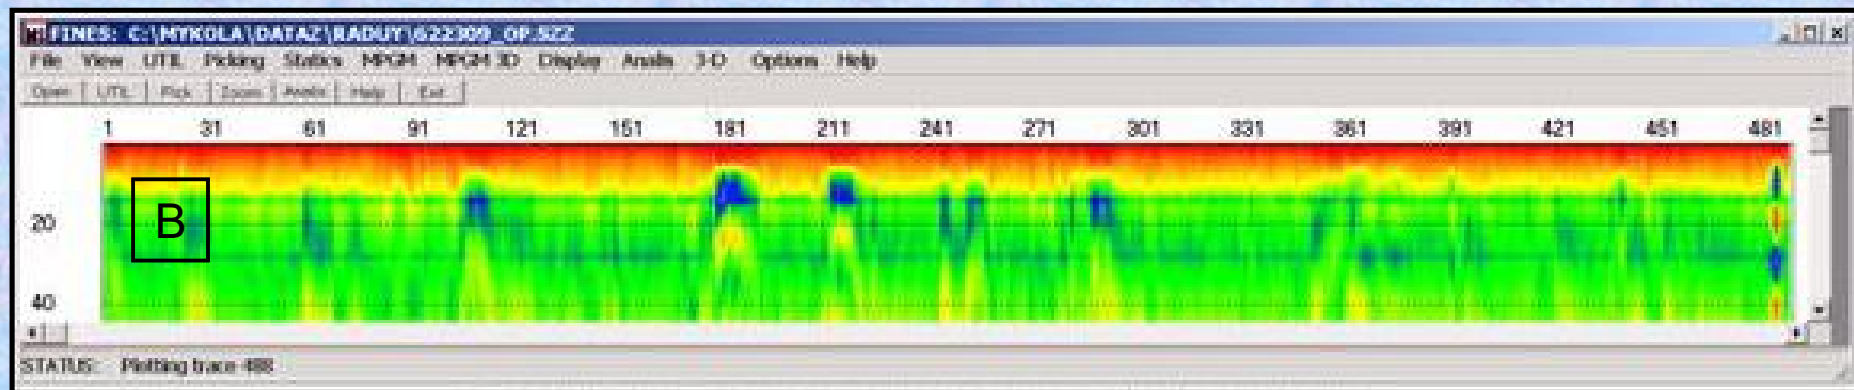 FINES: C:\MYKOLA\DATAZ\RADUY\622309_OP.SZZ
File View UTIL Picking Statics MPGM MPGM 3D Display Analis 3-D Options Help
Open UTIL Pick Zoom Analis Help Exit
1 31 61 91 121 151 181 211 241 271 301 331 361 391 421 451 481
B
20
40
STATUS: Plotting trace 488